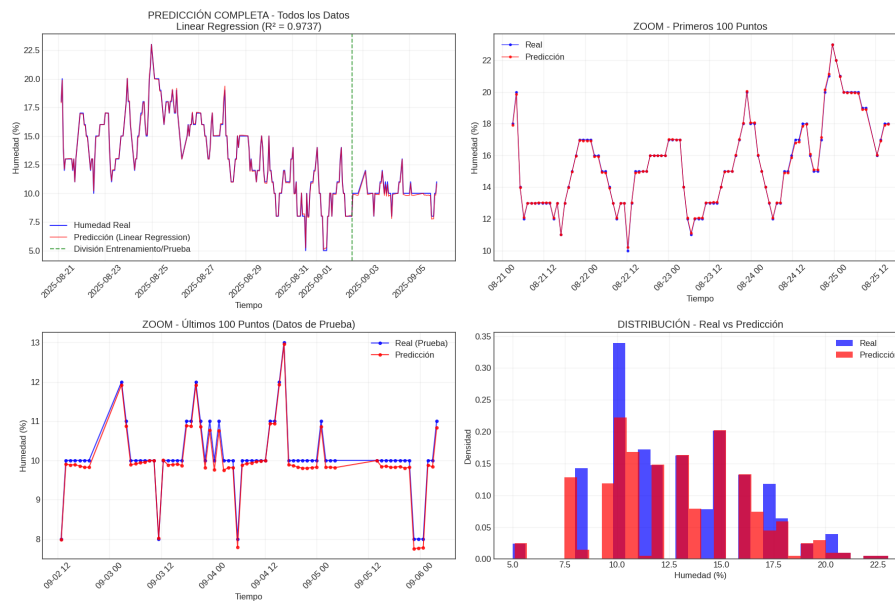 PREDICCIÓN COMPLETA - Todos los Datos
Linear Regression (R² = 0.9737)
Humedad (%)
22.5
20.0
17.5
15.0
12.5
10.0
7.5
5.0
Humedad Real
Predicción (Linear Regression)
División Entrenamiento/Prueba
2025-08-21
2025-08-23
2025-08-25
2025-08-27
2025-08-29
2025-08-31
2025-09-01
2025-09-03
2025-09-05
Tiempo
ZOOM - Primeros 100 Puntos
Humedad (%)
22
20
18
16
14
12
10
Real
Predicción
08-21 00
08-21 12
08-22 00
08-22 12
08-23 00
08-23 12
08-24 00
08-24 12
08-25 00
08-25 12
Tiempo
ZOOM - Últimos 100 Puntos (Datos de Prueba)
Humedad (%)
13
12
11
10
9
8
Real (Prueba)
Predicción
09-02 12
09-03 00
09-03 12
09-04 00
09-04 12
09-05 00
09-05 12
09-06 00
Tiempo
DISTRIBUCIÓN - Real vs Predicción
Densidad
0.35
0.30
0.25
0.20
0.15
0.10
0.05
0.00
Real
Predicción
5.0
7.5
10.0
12.5
15.0
17.5
20.0
22.5
Humedad (%)